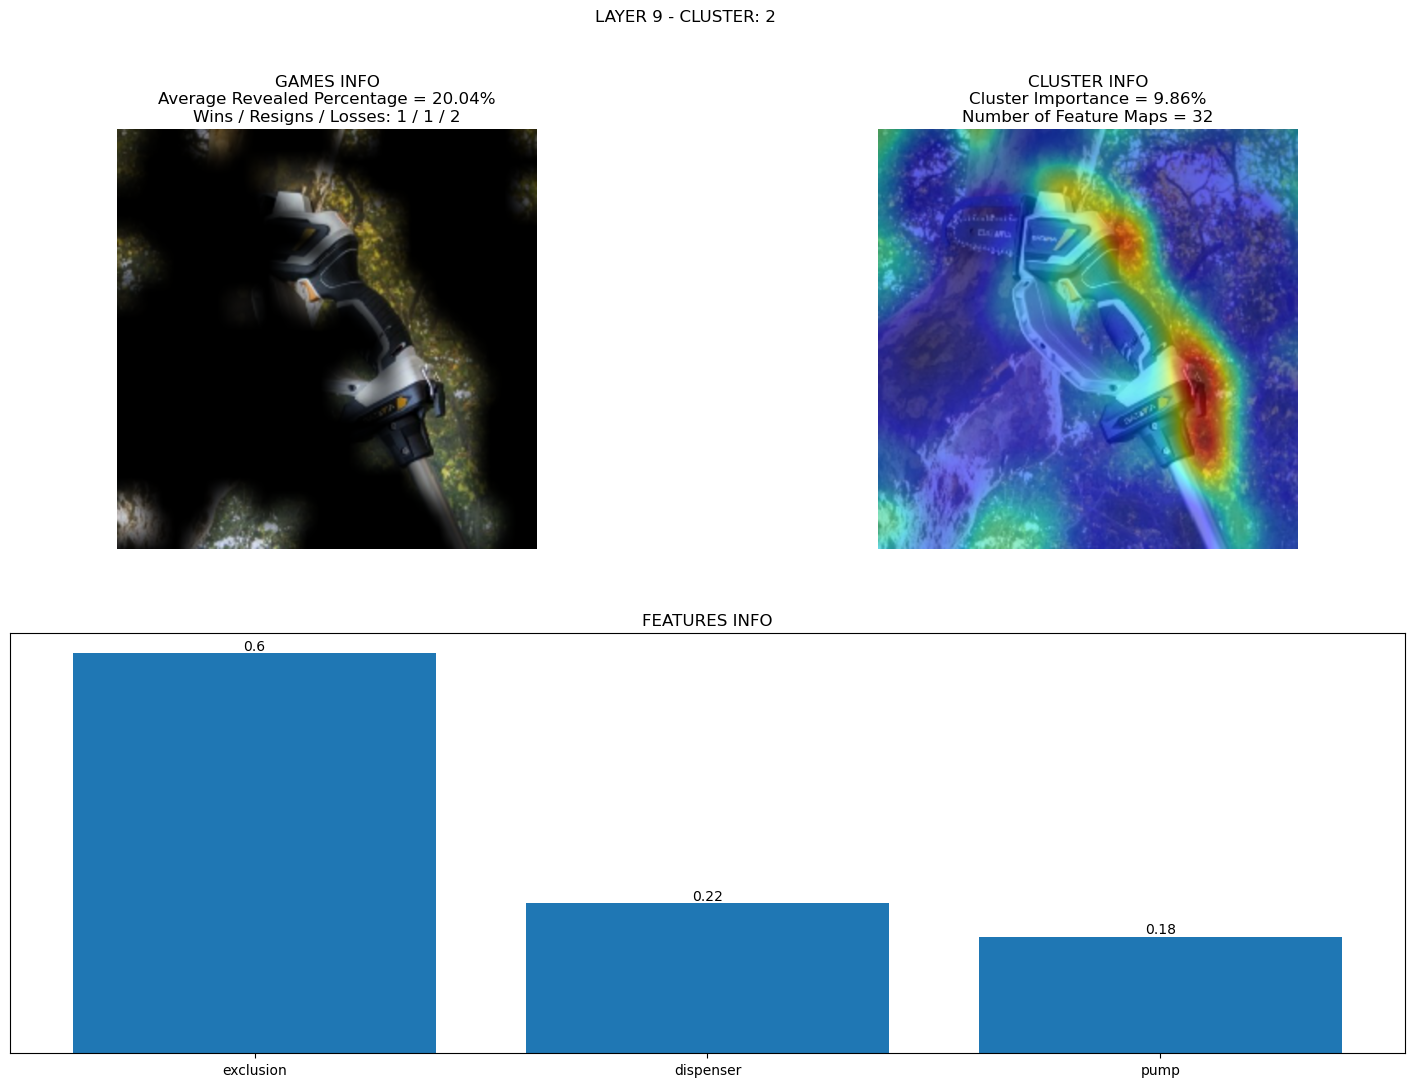 LAYER 9 - CLUSTER: 2
GAMES INFO
Average Revealed Percentage = 20.04%
Wins / Resigns / Losses: 1 / 1 / 2
CLUSTER INFO
Cluster Importance = 9.86%
Number of Feature Maps = 32
FEATURES INFO
0.6
0.22
0.18
exclusion
dispenser
pump